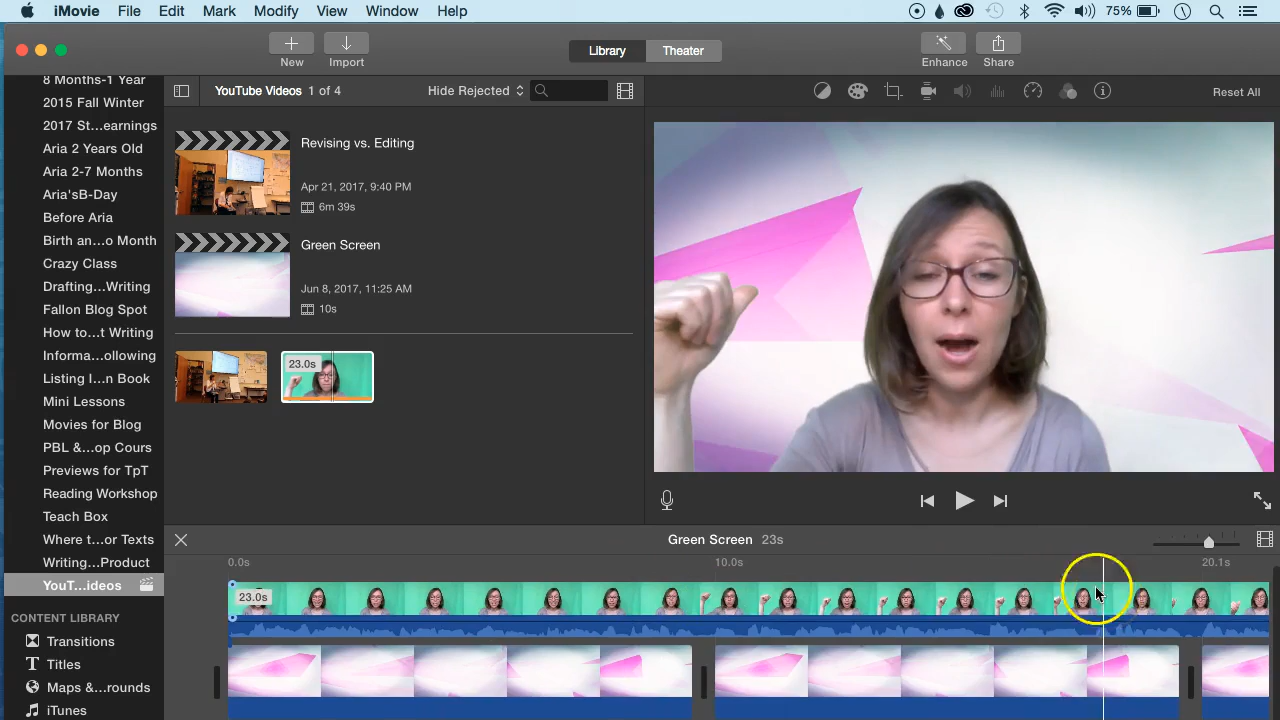 iMovie File Edit Mark Modify View Window Help 75%
Library Theater
New Import Enhance Share
8 Months-1 Year
2015 Fall Winter
2017 St...earnings
Aria 2 Years Old
Aria 2-7 Months
Aria'sB-Day
Before Aria
Birth an...o Month
Crazy Class
Drafting...Writing
Fallon Blog Spot
How to...t Writing
Informa...ollowing
Listing I...n Book
Mini Lessons
Movies for Blog
PBL &...op Cours
Previews for TpT
Reading Workshop
Teach Box
Where t...or Texts
Writing...Product
YouT...ideos
CONTENT LIBRARY
Transitions
Titles
Maps &...rounds
iTunes
YouTube Videos 1 of 4 Hide Rejected
Revising vs. Editing
Apr 21, 2017, 9:40 PM
6m 39s
Green Screen
Jun 8, 2017, 11:25 AM
10s
23.0s
Reset All
Green Screen 23s
0.0s 10.0s 20.1s
23.0s